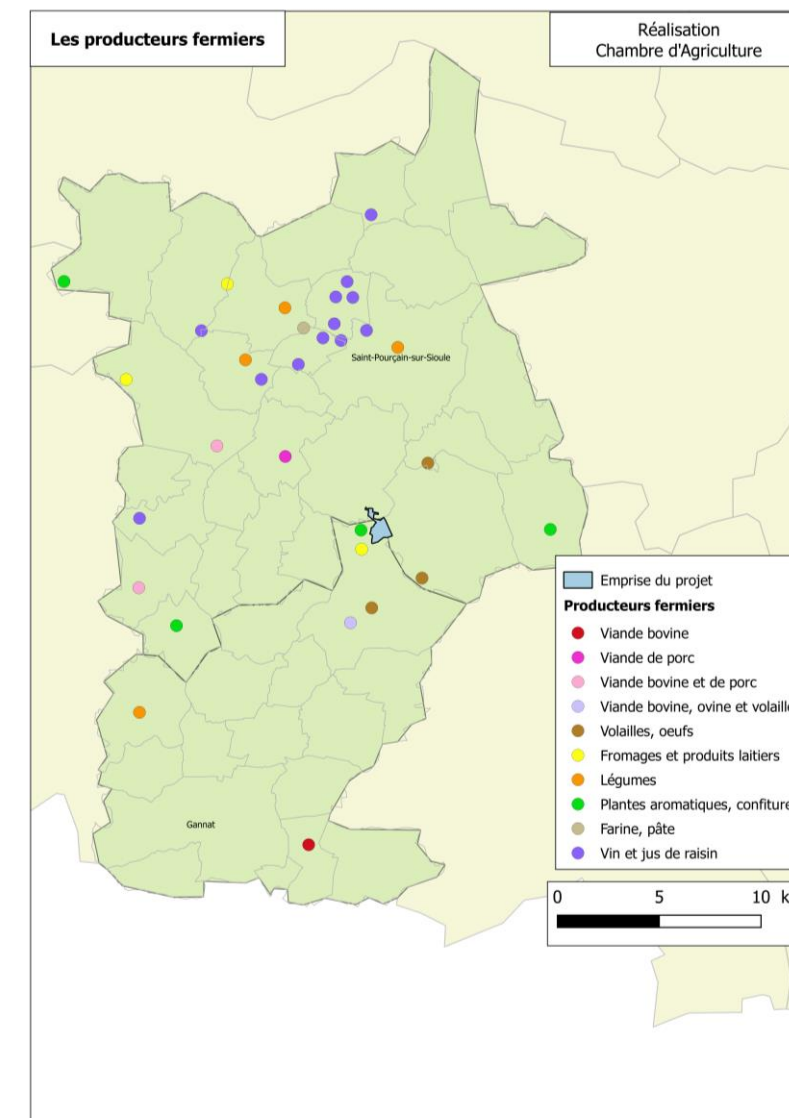 Les producteurs fermiers
Réalisation
Chambre d'Agriculture
Saint-Pourçain-sur-Sioule
Gannat
Emprise du projet
Producteurs fermiers
Viande bovine
Viande de porc
Viande bovine et de porc
Viande bovine, ovine et volaille
Volailles, oeufs
Fromages et produits laitiers
Légumes
Plantes aromatiques, confiture
Farine, pâte
Vin et jus de raisin
0 5 10 k